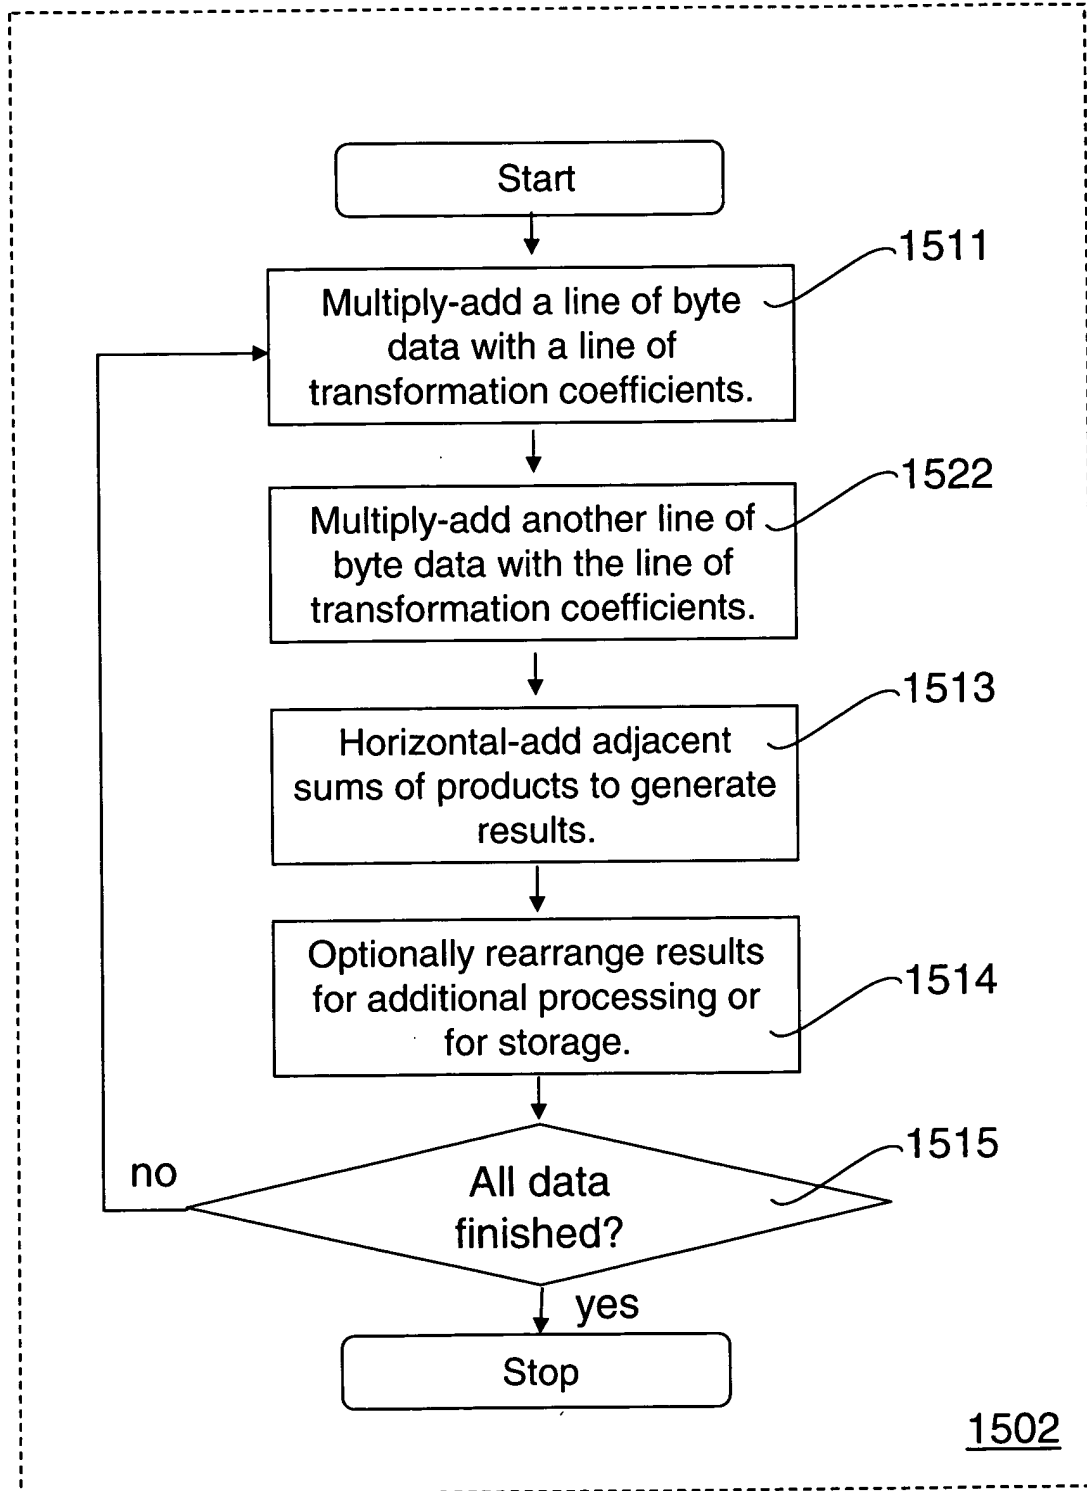 Start
1511
Multiply-add a line of byte
data with a line of
transformation coefficients.
1522
Multiply-add another line of
byte data with the line of
transformation coefficients.
1513
Horizontal-add adjacent
sums of products to generate
results.
Optionally rearrange results
for additional processing or
for storage.
1514
1515
no
All data
finished?
yes
Stop
1502